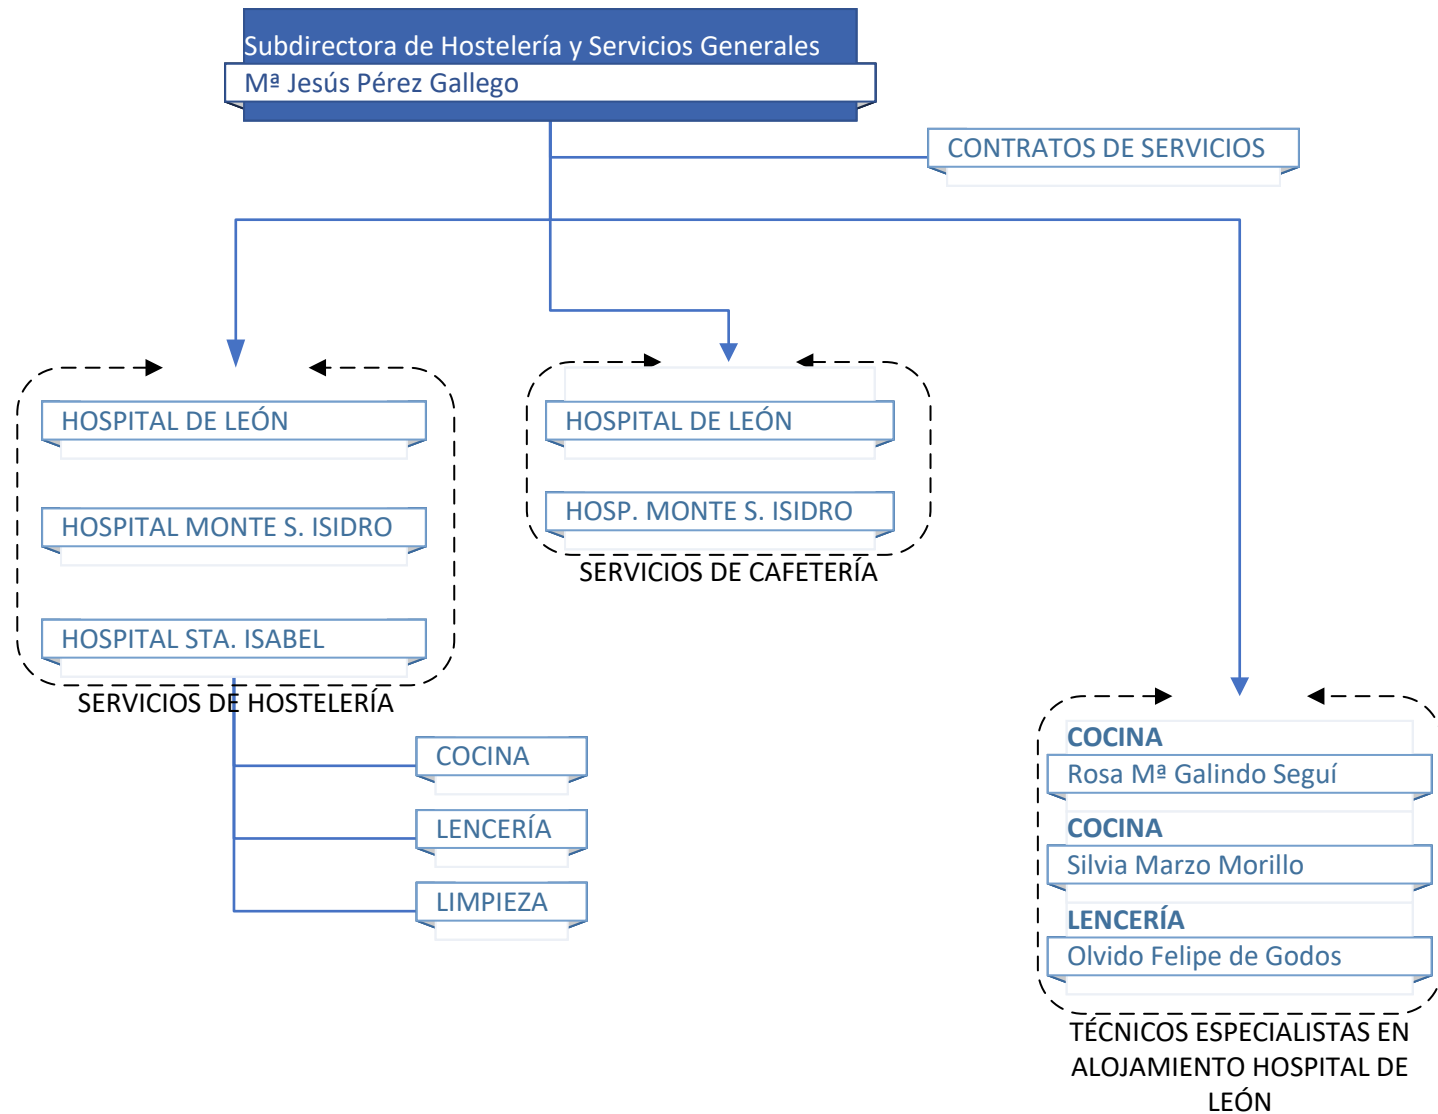 Subdirectora de Hostelería y Servicios Generales
Mª Jesús Pérez Gallego
CONTRATOS DE SERVICIOS
HOSPITAL DE LEÓN
HOSPITAL MONTE S. ISIDRO
HOSPITAL STA. ISABEL
SERVICIOS DE HOSTELERÍA
COCINA
LENCERÍA
LIMPIEZA
HOSPITAL DE LEÓN
HOSP. MONTE S. ISIDRO
SERVICIOS DE CAFETERÍA
COCINA
Rosa Mª Galindo Seguí
COCINA
Silvia Marzo Morillo
LENCERÍA
Olvido Felipe de Godos
TÉCNICOS ESPECIALISTAS EN
ALOJAMIENTO HOSPITAL DE
LEÓN